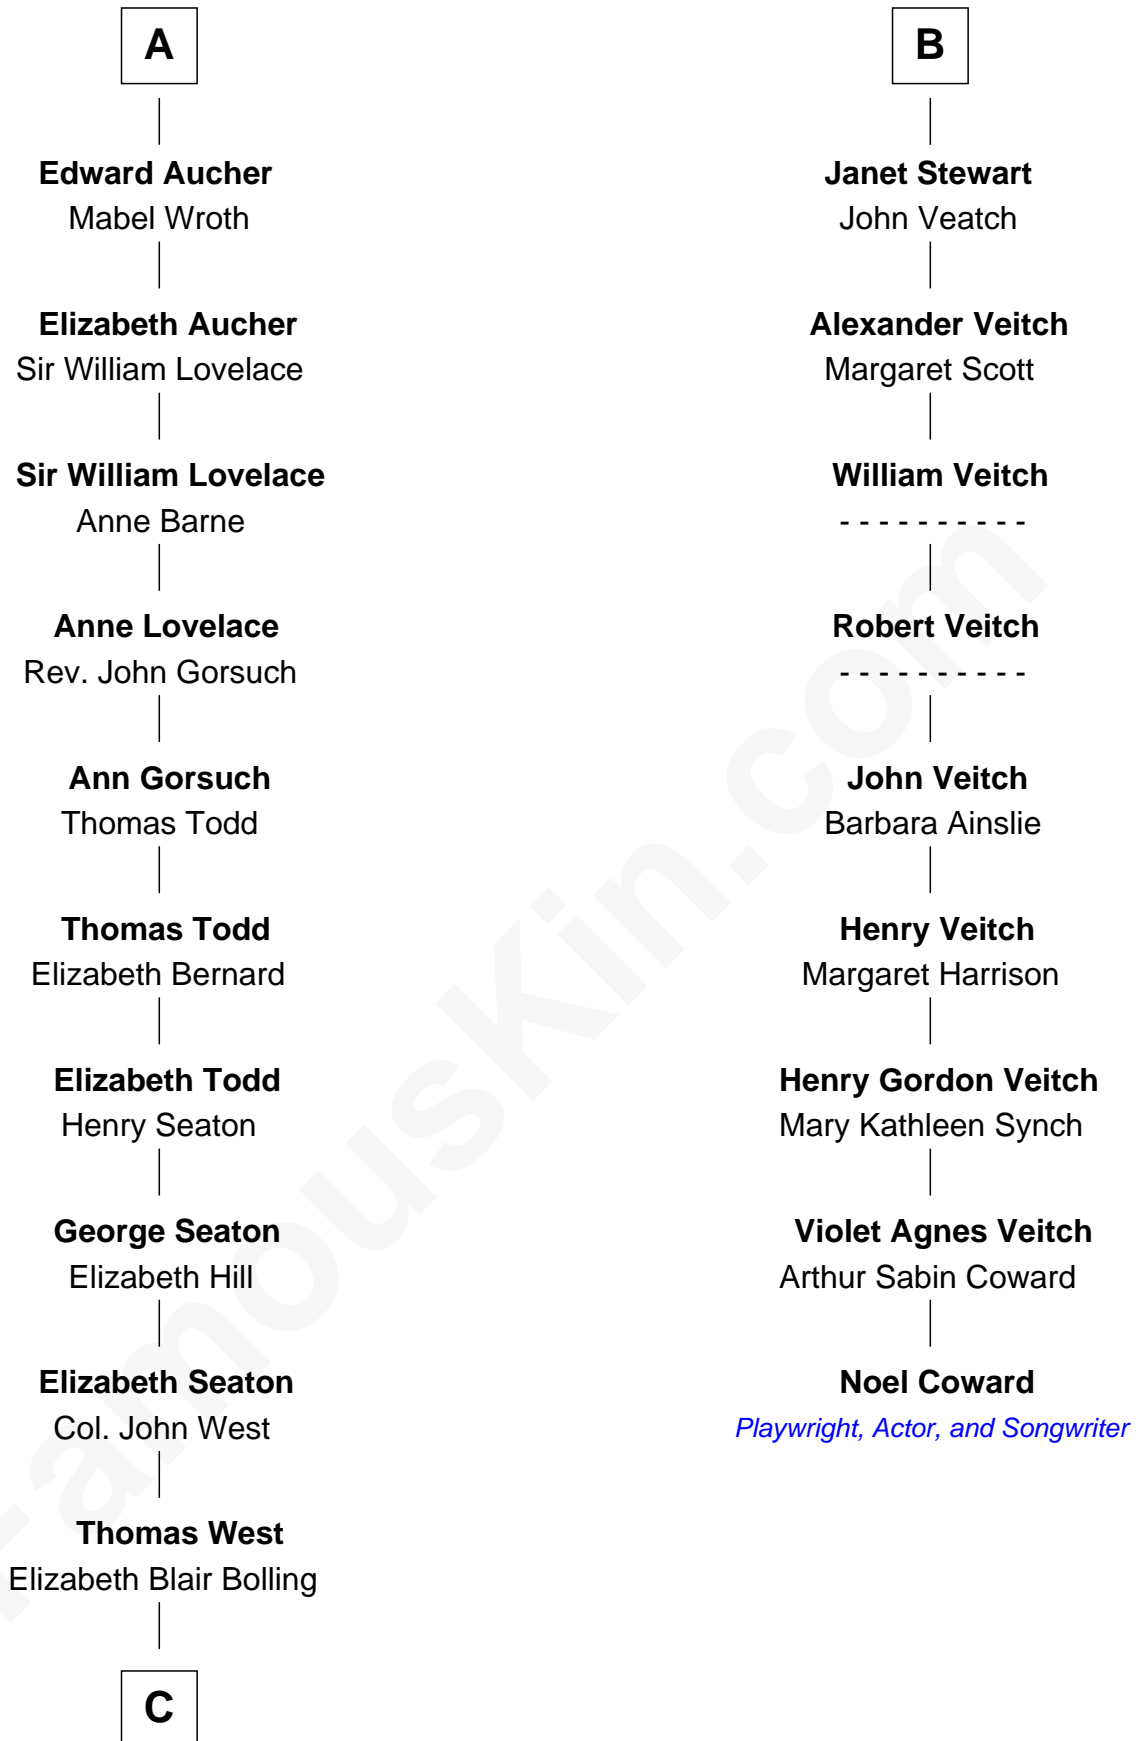 A
Edward Aucher
Mabel Wroth
Elizabeth Aucher
Sir William Lovelace
Sir William Lovelace
Anne Barne
Anne Lovelace
Rev. John Gorsuch
Ann Gorsuch
Thomas Todd
Thomas Todd
Elizabeth Bernard
Elizabeth Todd
Henry Seaton
George Seaton
Elizabeth Hill
Elizabeth Seaton
Col. John West
Thomas West
Elizabeth Blair Bolling
C
B
Janet Stewart
John Veatch
Alexander Veitch
Margaret Scott
William Veitch
- - - - - - - - - -
Robert Veitch
- - - - - - - - - -
John Veitch
Barbara Ainslie
Henry Veitch
Margaret Harrison
Henry Gordon Veitch
Mary Kathleen Synch
Violet Agnes Veitch
Arthur Sabin Coward
Noel Coward
Playwright, Actor, and Songwriter
FamousKin.com